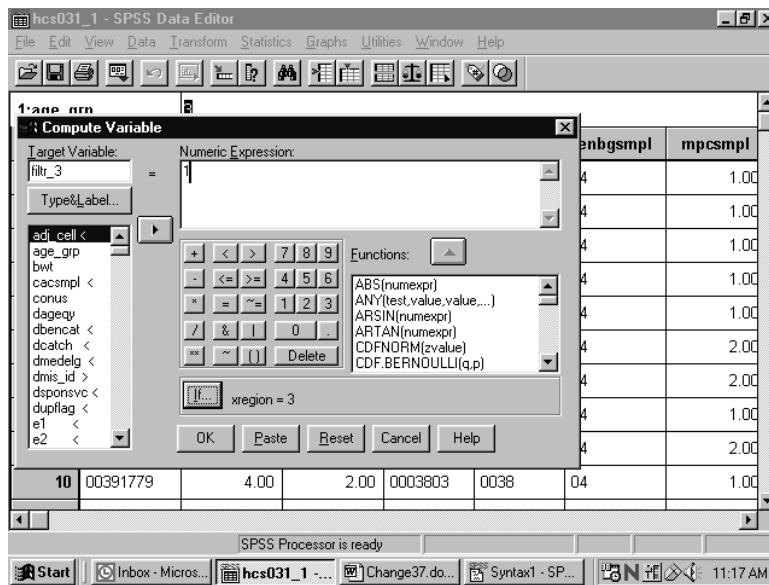 hcs031_1 - SPSS Data Editor
File Edit View Data Transform Statistics Graphs Utilities Window Help
1:age_grp
3
Compute Variable
Target Variable:
Numeric Expression:
filtr_3
=
1
Type&Label...
adj_cell <
age_grp
bwt
cacsmpl <
conus
dageqy
dbencat <
dcatch <
dmedelg <
dmis_id >
dsponsvc <
dupflag <
e1 <
e2 <
+ < > 7 8 9
- <= >= 4 5 6
* = ~= 1 2 3
/ & | 0 .
** ~ () Delete
Functions:
ABS(numexpr)
ANY(test,value,value,...)
ARSIN(numexpr)
ARTAN(numexpr)
CDFNORM(zvalue)
CDF.BERNOULLI(q,p)
If... xregion = 3
OK Paste Reset Cancel Help
enbgsmpl mpcsmpl
4 1.00
4 1.00
4 1.00
4 1.00
4 1.00
4 2.00
4 2.00
4 1.00
4 2.00
10 00391779 4.00 2.00 0003803 0038 04 1.00
SPSS Processor is ready
Start Inbox - Micros... hcs031_1 -... Change37.do... Syntax1 - SP... 11:17 AM